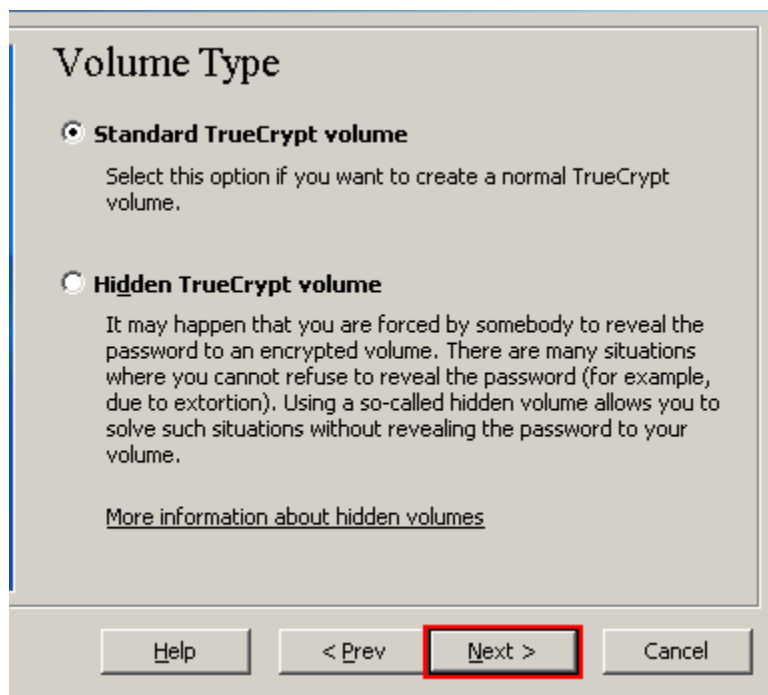 Volume Type
Standard TrueCrypt volume
Select this option if you want to create a normal TrueCrypt
volume.
Hidden TrueCrypt volume
It may happen that you are forced by somebody to reveal the
password to an encrypted volume. There are many situations
where you cannot refuse to reveal the password (for example,
due to extortion). Using a so-called hidden volume allows you to
solve such situations without revealing the password to your
volume.
More information about hidden volumes
Help < Prev Next > Cancel